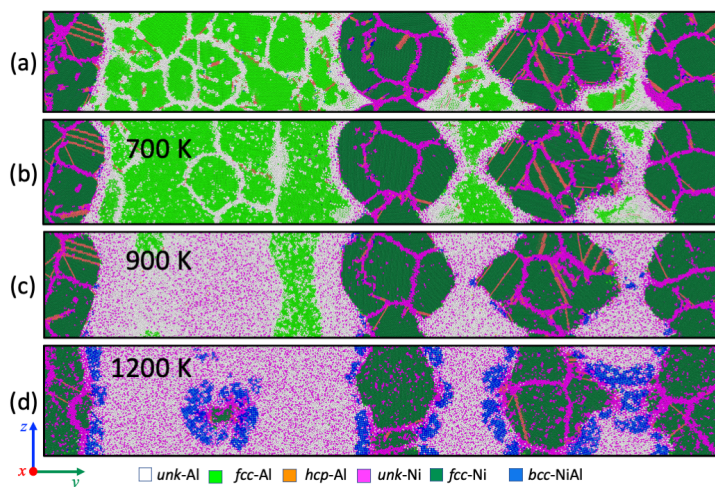 (a)
700 K
(b)
900 K
(c)
1200 K
(d)
z
x
y
unk-Al fcc-Al hcp-Al unk-Ni fcc-Ni bcc-NiAl